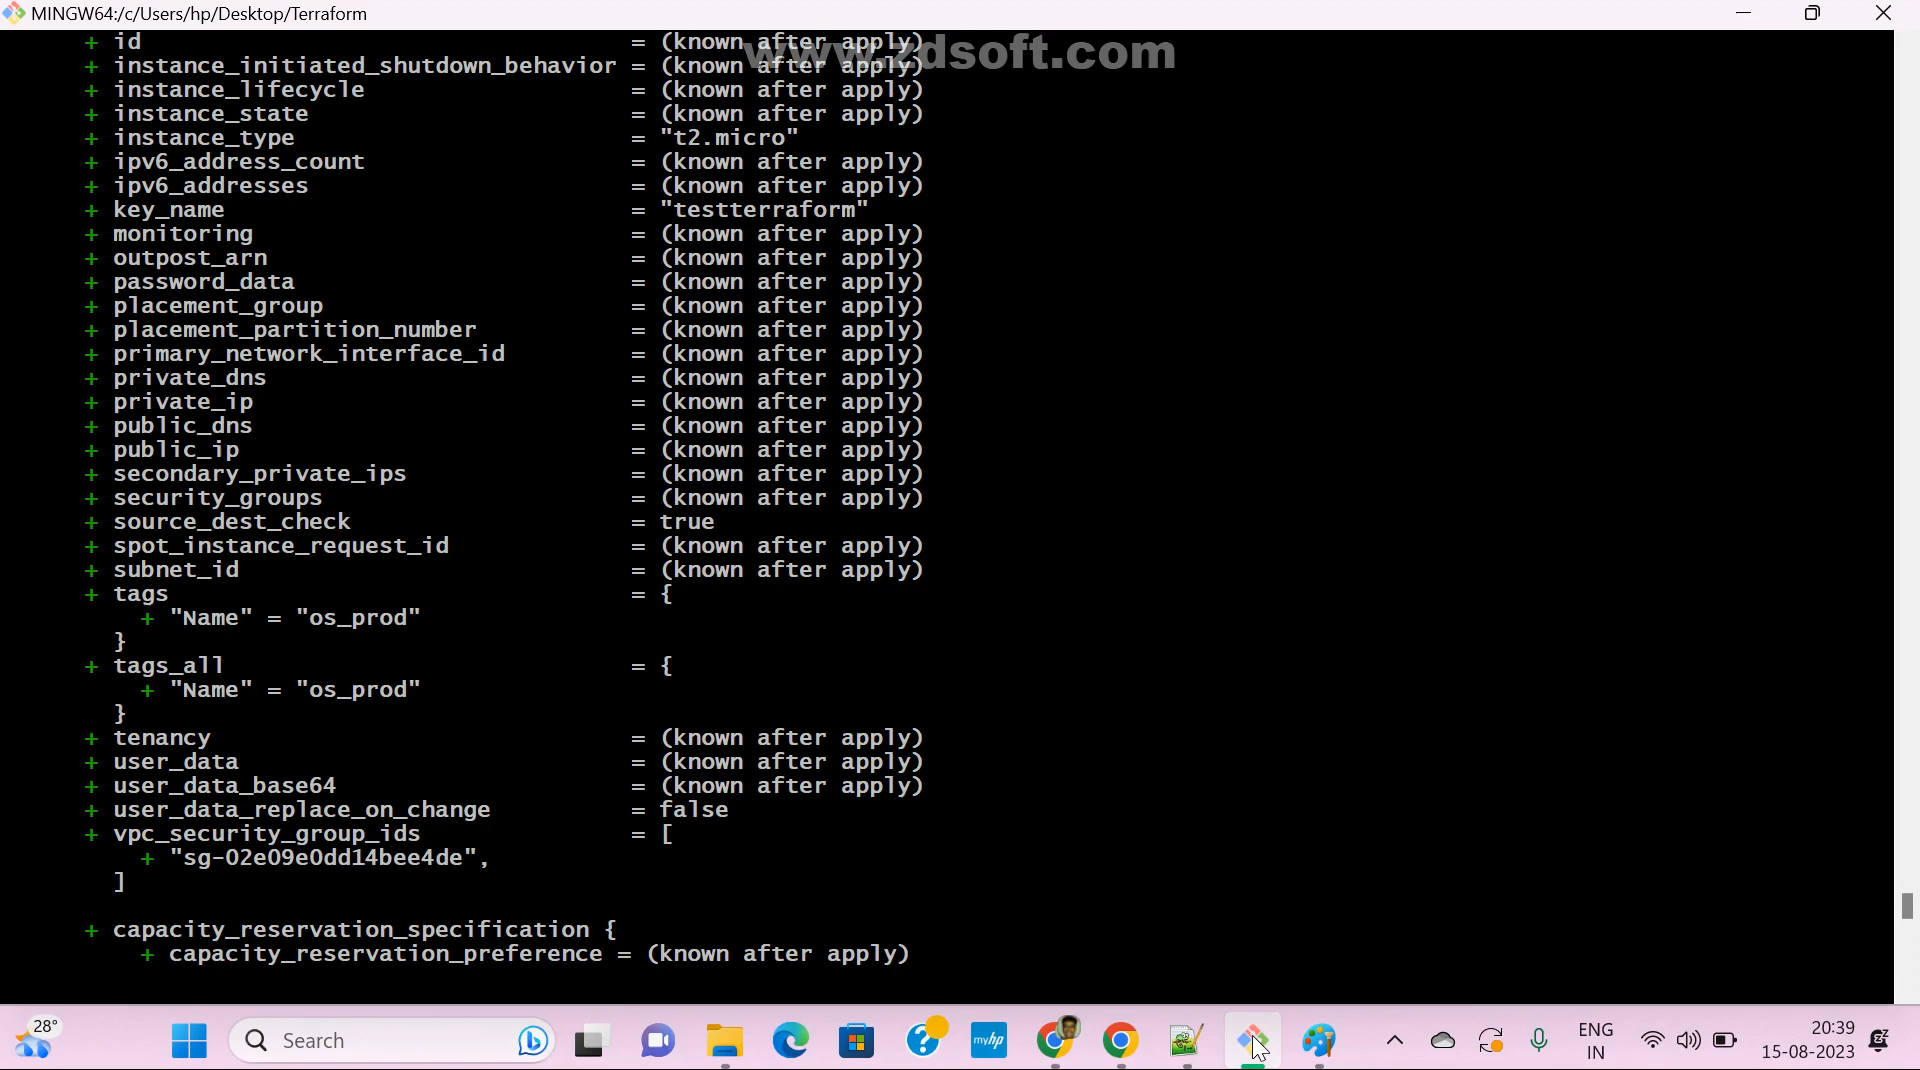 MINGW64:/c/Users/hp/Desktop/Terraform
www.zdsoft.com
+ id = (known after apply)
+ instance_initiated_shutdown_behavior = (known after apply)
+ instance_lifecycle = (known after apply)
+ instance_state = (known after apply)
+ instance_type = "t2.micro"
+ ipv6_address_count = (known after apply)
+ ipv6_addresses = (known after apply)
+ key_name = "testterraform"
+ monitoring = (known after apply)
+ outpost_arn = (known after apply)
+ password_data = (known after apply)
+ placement_group = (known after apply)
+ placement_partition_number = (known after apply)
+ primary_network_interface_id = (known after apply)
+ private_dns = (known after apply)
+ private_ip = (known after apply)
+ public_dns = (known after apply)
+ public_ip = (known after apply)
+ secondary_private_ips = (known after apply)
+ security_groups = (known after apply)
+ source_dest_check = true
+ spot_instance_request_id = (known after apply)
+ subnet_id = (known after apply)
+ tags = {
+ "Name" = "os_prod"
}
+ tags_all = {
+ "Name" = "os_prod"
}
+ tenancy = (known after apply)
+ user_data = (known after apply)
+ user_data_base64 = (known after apply)
+ user_data_replace_on_change = false
+ vpc_security_group_ids = [
+ "sg-02e09e0dd14bee4de",
]
+ capacity_reservation_specification {
+ capacity_reservation_preference = (known after apply)
28°
Search
myhp
ENG
IN
20:39
15-08-2023